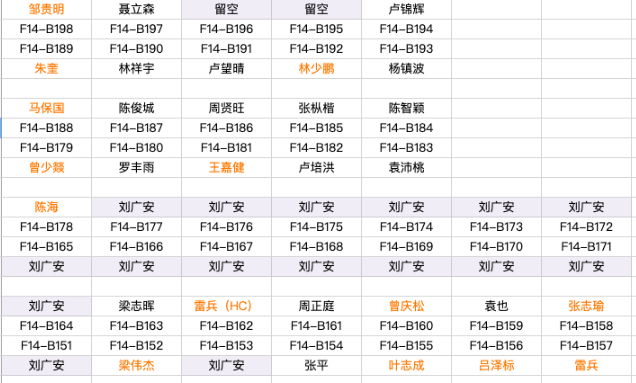 邹贵明 聂立森 留空 留空 卢锦辉
F14-B198 F14-B197 F14-B196 F14-B195 F14-B194
F14-B189 F14-B190 F14-B191 F14-B192 F14-B193
朱奎 林祥宇 卢望晴 林少鹏 杨镇波
马保国 陈俊城 周贤旺 张枞楷 陈智颖
F14-B188 F14-B187 F14-B186 F14-B185 F14-B184
F14-B179 F14-B180 F14-B181 F14-B182 F14-B183
曾少燚 罗丰雨 王嘉健 卢培洪 袁沛桃
陈海 刘广安 刘广安 刘广安 刘广安 刘广安 刘广安
F14-B178 F14-B177 F14-B176 F14-B175 F14-B174 F14-B173 F14-B172
F14-B165 F14-B166 F14-B167 F14-B168 F14-B169 F14-B170 F14-B171
刘广安 刘广安 刘广安 刘广安 刘广安 刘广安 刘广安
刘广安 梁志晖 雷兵（HC） 周正庭 曾庆松 袁也 张志瑜
F14-B164 F14-B163 F14-B162 F14-B161 F14-B160 F14-B159 F14-B158
F14-B151 F14-B152 F14-B153 F14-B154 F14-B155 F14-B156 F14-B157
刘广安 梁伟杰 刘广安 张平 叶志成 吕泽标 雷兵